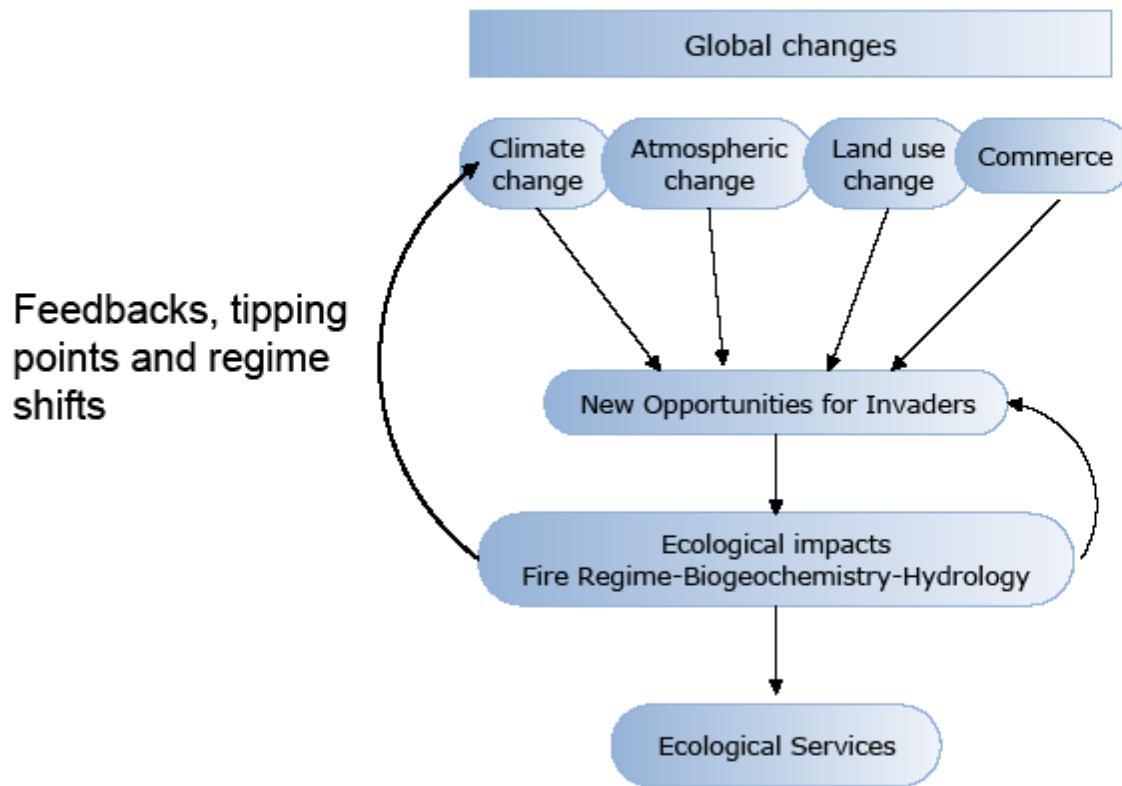 Global changes
Climate
change
Atmospheric
change
Land use
change
Commerce
Feedbacks, tipping
points and regime
shifts
New Opportunities for Invaders
Ecological impacts
Fire Regime-Biogeochemistry-Hydrology
Ecological Services